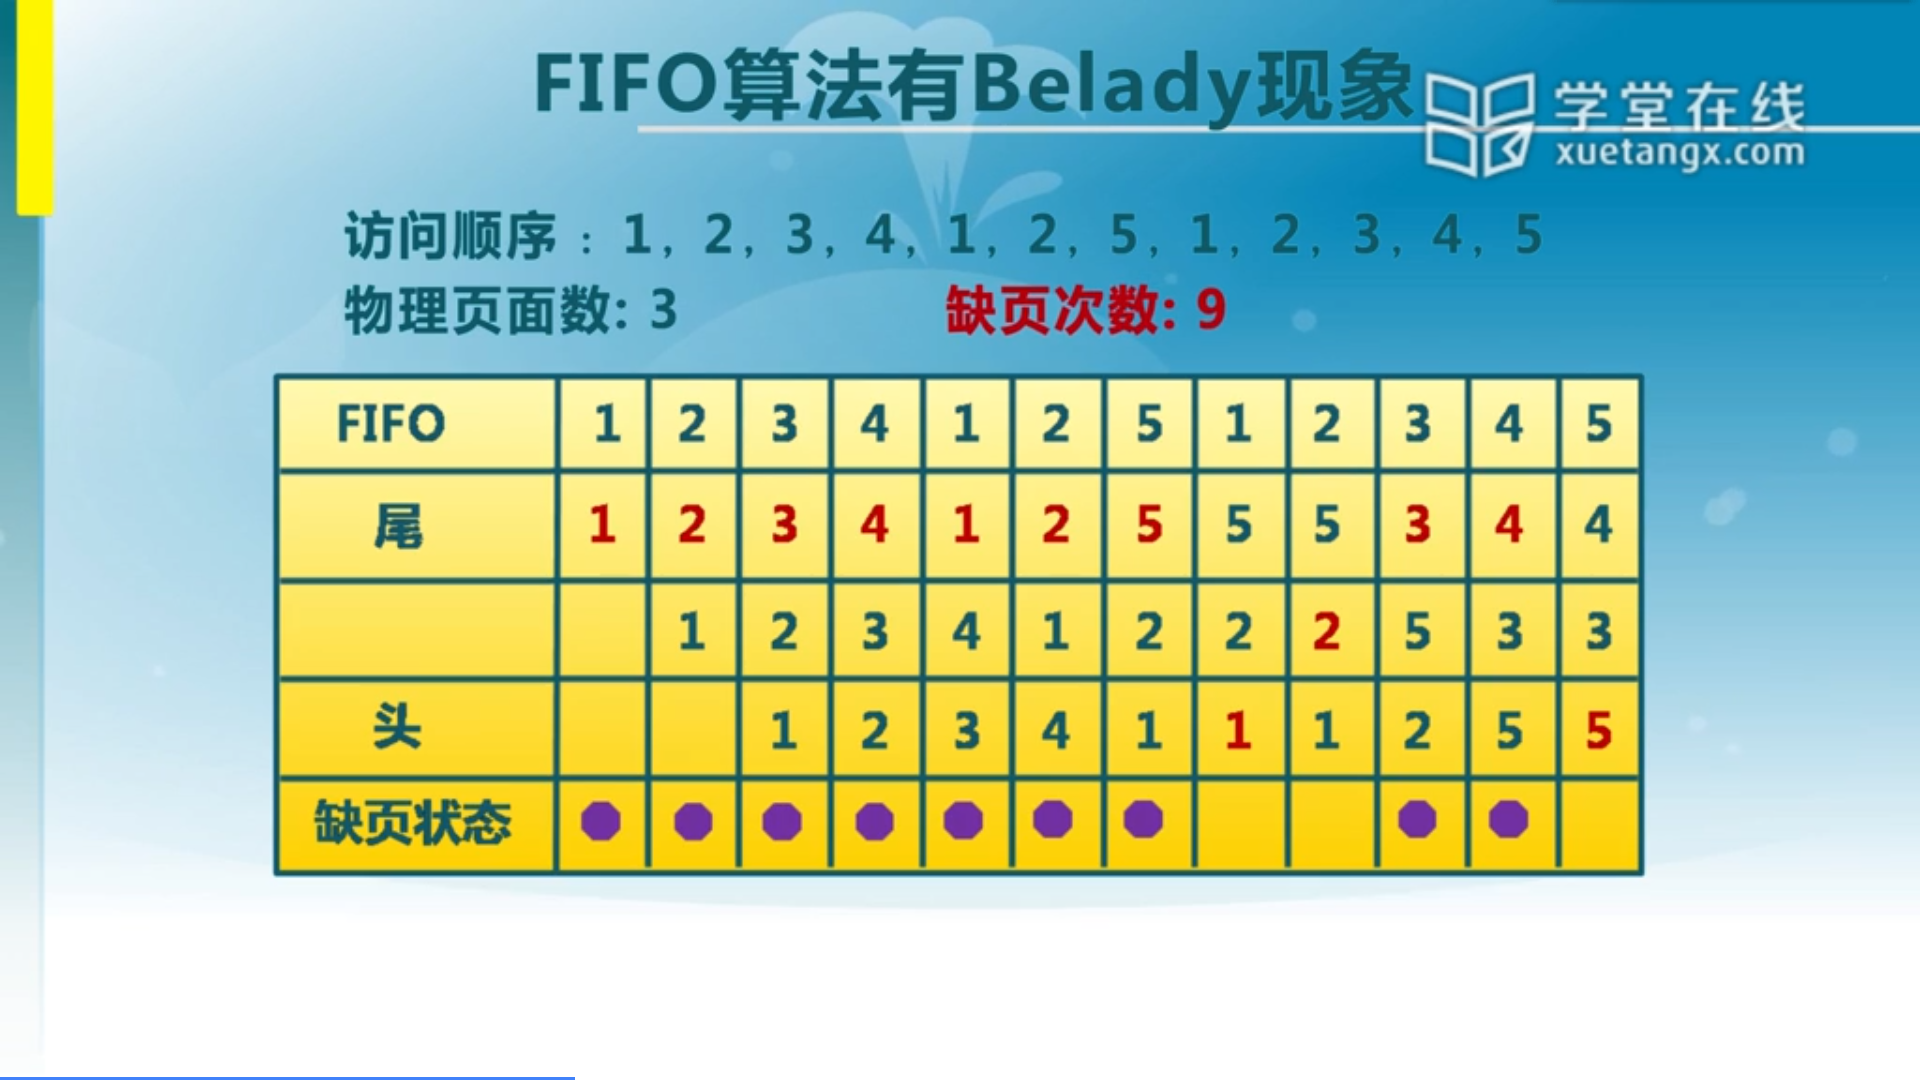 FIFO算法有Belady现象
学堂在线
xuetangx.com
访问顺序：1, 2, 3, 4, 1, 2, 5, 1, 2, 3, 4, 5
物理页面数: 3 缺页次数: 9
FIFO 1 2 3 4 1 2 5 1 2 3 4 5
尾 1 2 3 4 1 2 5 5 5 3 4 4
1 2 3 4 1 2 2 2 5 3 3
头 1 2 3 4 1 1 1 2 5 5
缺页状态